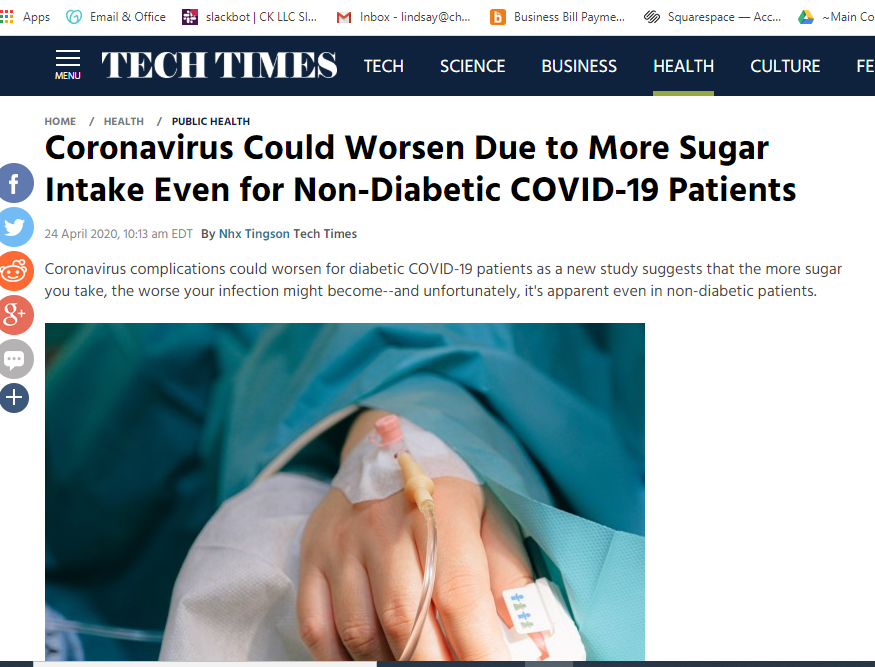 Apps Email & Office slackbot | CK LLC Sl... Inbox - lindsay@ch... Business Bill Payme... Squarespace — Acc... ~Main Co
MENU TECH TIMES TECH SCIENCE BUSINESS HEALTH CULTURE FE
HOME / HEALTH / PUBLIC HEALTH
Coronavirus Could Worsen Due to More Sugar
Intake Even for Non-Diabetic COVID-19 Patients
24 April 2020, 10:13 am EDT By Nhx Tingson Tech Times
Coronavirus complications could worsen for diabetic COVID-19 patients as a new study suggests that the more sugar
you take, the worse your infection might become--and unfortunately, it's apparent even in non-diabetic patients.